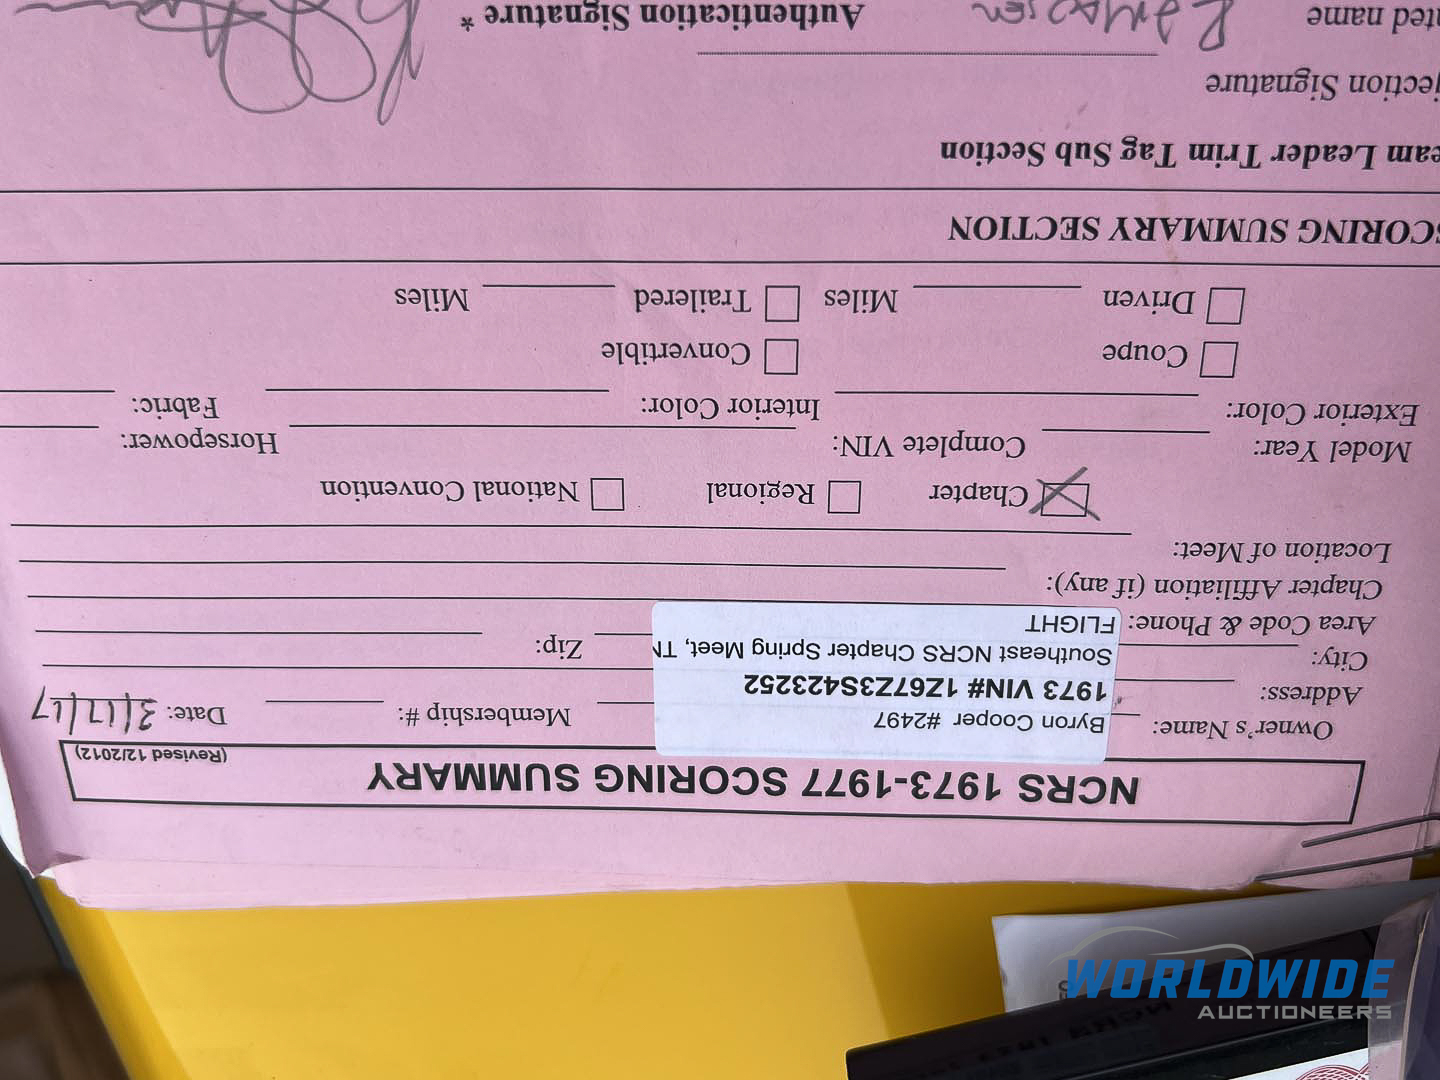 NCRS 1973-1977 SCORING SUMMARY (Revised 12/2012)
Owner's Name: Membership #: Date: 3/17/17
Byron Cooper #2497
Address:
1973 VIN# 1Z67Z3S423252
City: Zip:
Southeast NCRS Chapter Spring Meet, TN
Area Code & Phone:
FLIGHT
Chapter Affiliation (if any):
Location of Meet:
Chapter Regional National Convention
Model Year: Complete VIN: Horsepower:
Exterior Color: Interior Color: Fabric:
Coupe Convertible
Driven Miles Trailered Miles
SCORING SUMMARY SECTION
eam Leader Trim Tag Sub Section
jection Signature
ted name Authentication Signature *
WORLDWIDE
AUCTIONEERS